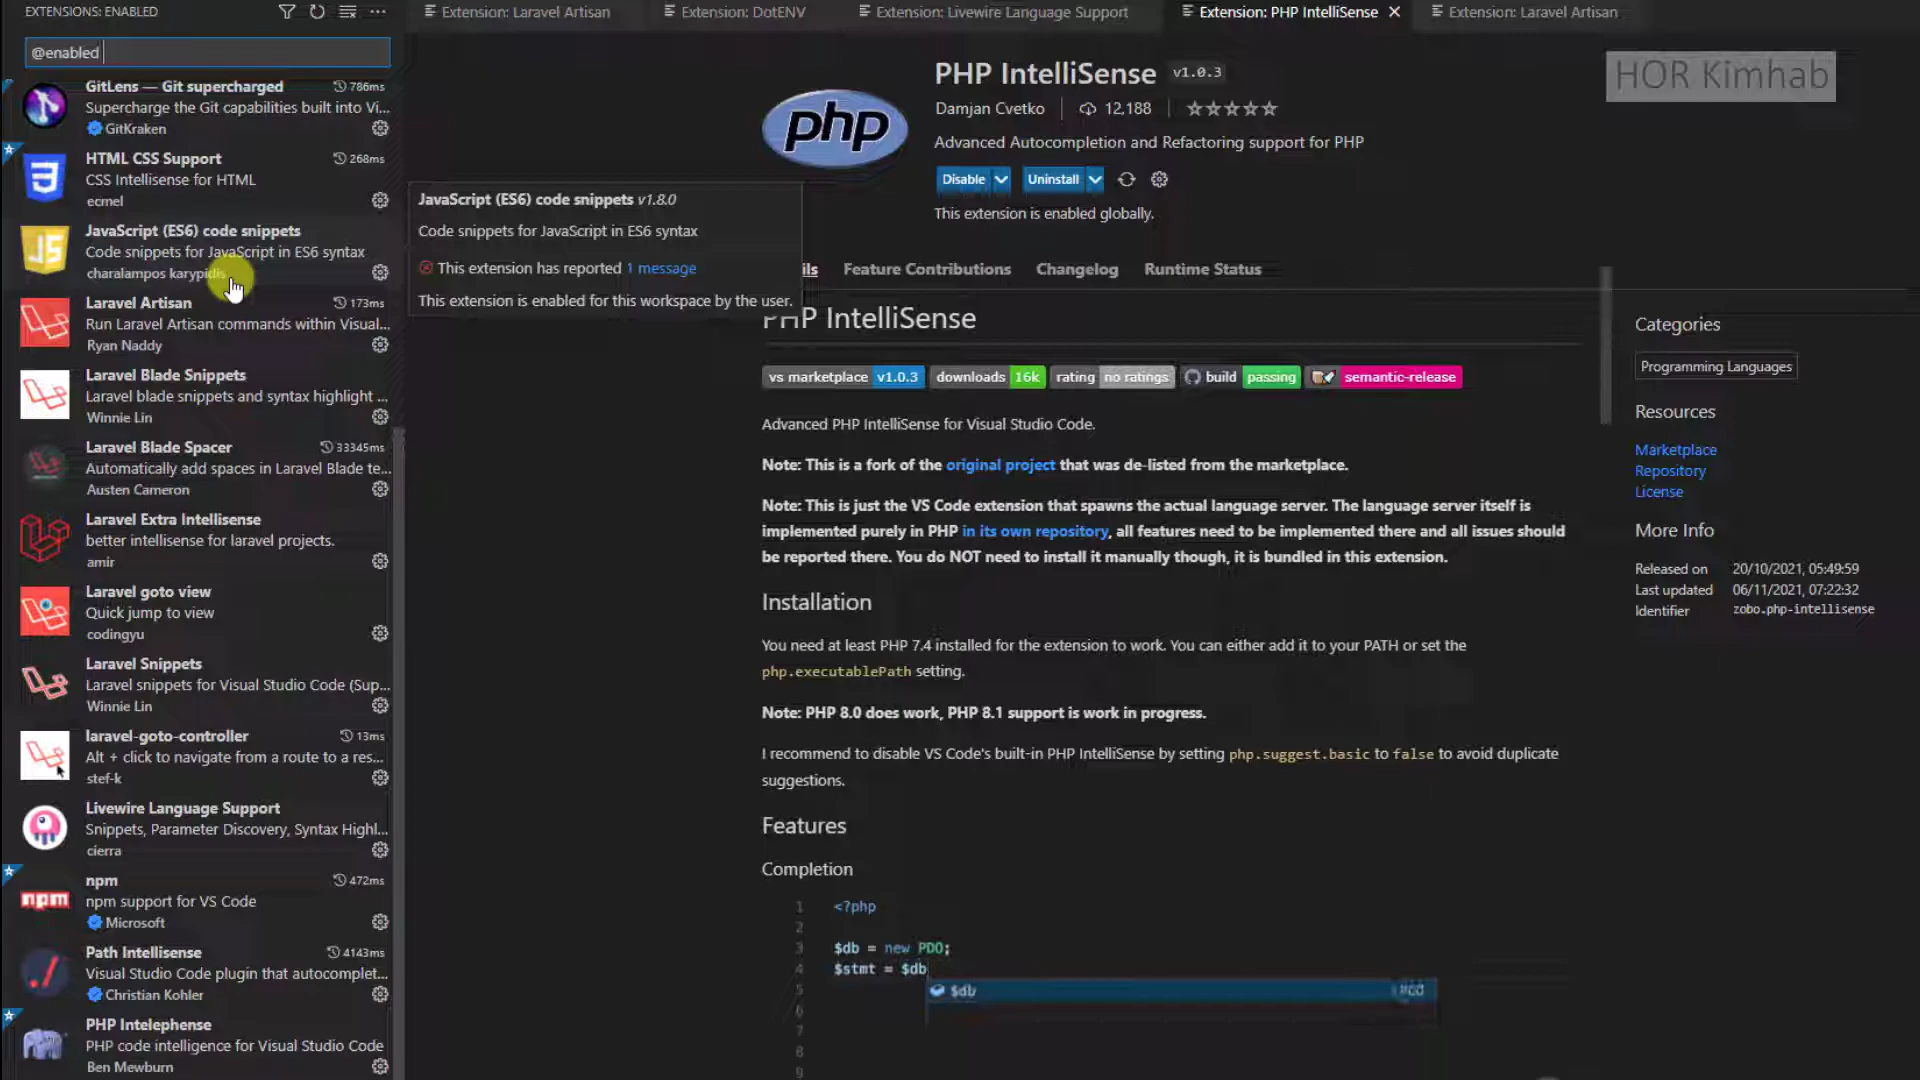 EXTENSIONS: ENABLED
@enabled
GitLens — Git supercharged 786ms
Supercharge the Git capabilities built into Vi...
GitKraken
HTML CSS Support 268ms
CSS Intellisense for HTML
ecmel
JavaScript (ES6) code snippets
Code snippets for JavaScript in ES6 syntax
charalampos karypidis
Laravel Artisan 173ms
Run Laravel Artisan commands within Visual...
Ryan Naddy
Laravel Blade Snippets
Laravel blade snippets and syntax highlight ...
Winnie Lin
Laravel Blade Spacer 33345ms
Automatically add spaces in Laravel Blade te...
Austen Cameron
Laravel Extra Intellisense
better intellisense for laravel projects.
amir
Laravel goto view
Quick jump to view
codingyu
Laravel Snippets
Laravel snippets for Visual Studio Code (Sup...
Winnie Lin
laravel-goto-controller 13ms
Alt + click to navigate from a route to a res...
stef-k
Livewire Language Support
Snippets, Parameter Discovery, Syntax Highl...
cierra
npm 472ms
npm support for VS Code
Microsoft
Path Intellisense 4143ms
Visual Studio Code plugin that autocomplet...
Christian Kohler
PHP Intelephense
PHP code intelligence for Visual Studio Code
Ben Mewburn
JS
npm
Extension: Laravel Artisan
Extension: DotENV
Extension: Livewire Language Support
Extension: PHP IntelliSense
Extension: Laravel Artisan
HOR Kimhab
php
PHP IntelliSense v1.0.3
Damjan Cvetko 12,188
Advanced Autocompletion and Refactoring support for PHP
Disable Uninstall
This extension is enabled globally.
JavaScript (ES6) code snippets v1.8.0
Code snippets for JavaScript in ES6 syntax
This extension has reported 1 message
This extension is enabled for this workspace by the user.
ls Feature Contributions Changelog Runtime Status
PHP IntelliSense
vs marketplace v1.0.3 downloads 16k rating no ratings build passing semantic-release
Advanced PHP IntelliSense for Visual Studio Code.
Note: This is a fork of the original project that was de-listed from the marketplace.
Note: This is just the VS Code extension that spawns the actual language server. The language server itself is
implemented purely in PHP in its own repository, all features need to be implemented there and all issues should
be reported there. You do NOT need to install it manually though, it is bundled in this extension.
Installation
You need at least PHP 7.4 installed for the extension to work. You can either add it to your PATH or set the
php.executablePath setting.
Note: PHP 8.0 does work, PHP 8.1 support is work in progress.
I recommend to disable VS Code's built-in PHP IntelliSense by setting php.suggest.basic to false to avoid duplicate
suggestions.
Features
Completion
1 <?php
2
3 $db = new PDO;
4 $stmt = $db
5 $db
6
7
8
9
Categories
Programming Languages
Resources
Marketplace
Repository
License
More Info
Released on 20/10/2021, 05:49:59
Last updated 06/11/2021, 07:22:32
Identifier zobo.php-intellisense